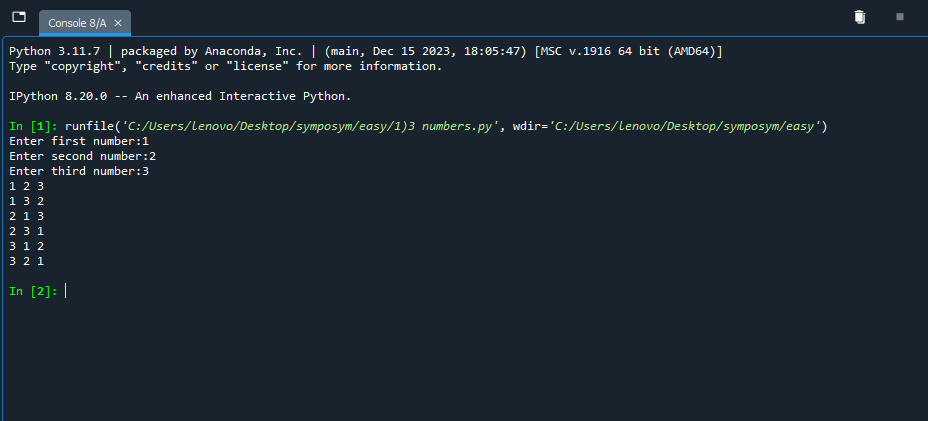 Console 8/A
Python 3.11.7 | packaged by Anaconda, Inc. | (main, Dec 15 2023, 18:05:47) [MSC v.1916 64 bit (AMD64)]
Type "copyright", "credits" or "license" for more information.
IPython 8.20.0 -- An enhanced Interactive Python.
In [1]: runfile('C:/Users/lenovo/Desktop/symposym/easy/1)3 numbers.py', wdir='C:/Users/lenovo/Desktop/symposym/easy')
Enter first number:1
Enter second number:2
Enter third number:3
1 2 3
1 3 2
2 1 3
2 3 1
3 1 2
3 2 1
In [2]: